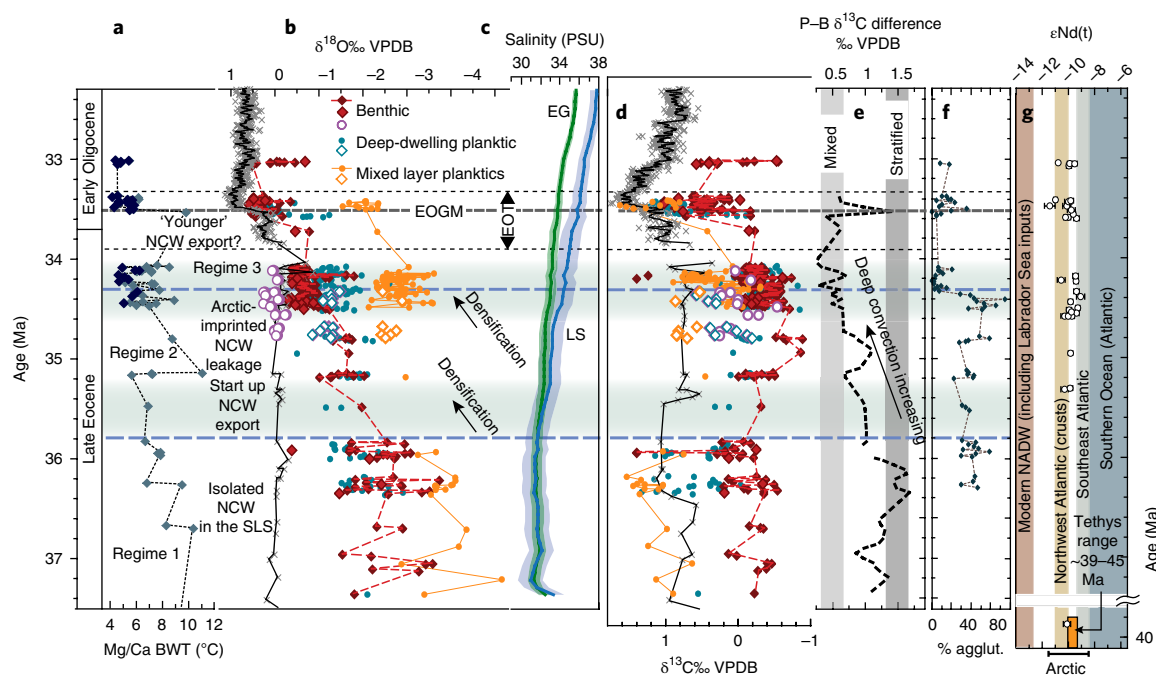 a
b
c
δ18O‰ VPDB
1 0 −1 −2 −3 −4
Salinity (PSU)
30 34 38
P–B δ13C difference
‰ VPDB
0.5 1 1.5
0 40 80
εNd(t)
−14 −12 −10 −8 −6
Benthic
Deep-dwelling planktic
Mixed layer planktics
EG
LS
d
e
f
g
Mixed
Stratified
Early Oligocene
Late Eocene
Age (Ma)
33
34
35
36
37
EOGM
EOT
'Younger'
NCW export?
Regime 3
Arctic-
imprinted
NCW
leakage
Regime 2
Start up
NCW
export
Isolated
NCW
in the SLS
Regime 1
Densification
Densification
Deep convection increasing
Modern NADW (including Labrador Sea inputs)
Northwest Atlantic (crusts)
Southeast Atlantic
Southern Ocean (Atlantic)
Tethys
range
~39–45
Ma
Age (Ma)
40
4 6 8 10 12
Mg/Ca BWT (°C)
1 0 −1
δ13C‰ VPDB
% agglut.
Arctic